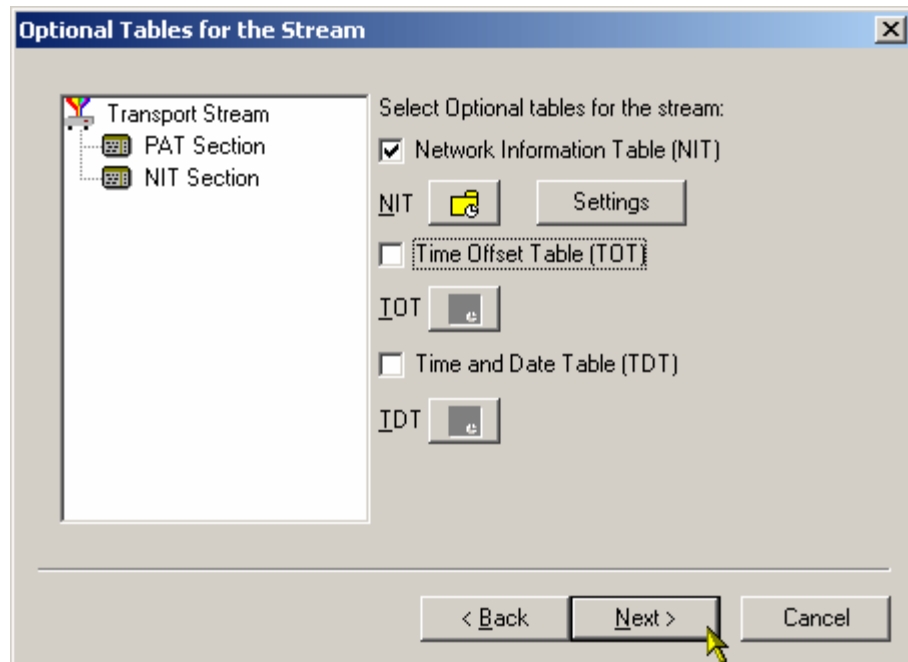 Optional Tables for the Stream
Transport Stream
PAT Section
NIT Section
Select Optional tables for the stream:
Network Information Table (NIT)
NIT
Settings
Time Offset Table (TOT)
TOT
Time and Date Table (TDT)
TDT
< Back
Next >
Cancel